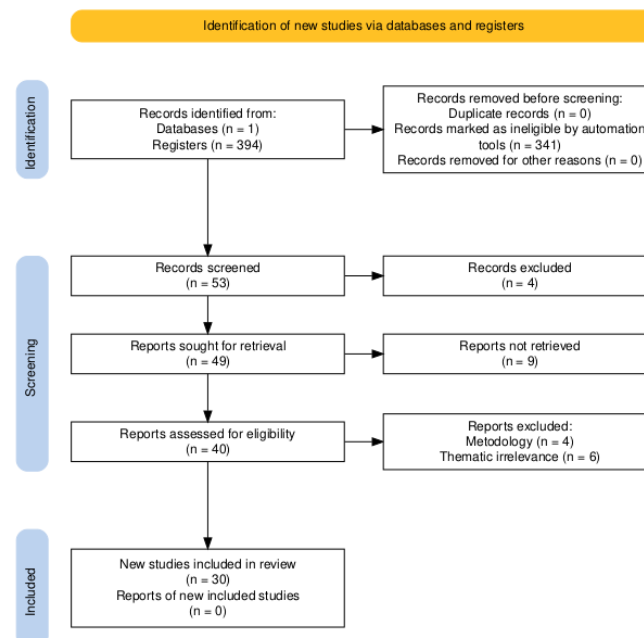 Identification of new studies via databases and registers
Identification
Records identified from:
Databases (n = 1)
Registers (n = 394)
Records removed before screening:
Duplicate records (n = 0)
Records marked as ineligible by automation
tools (n = 341)
Records removed for other reasons (n = 0)
Screening
Records screened
(n = 53)
Records excluded
(n = 4)
Reports sought for retrieval
(n = 49)
Reports not retrieved
(n = 9)
Reports assessed for eligibility
(n = 40)
Reports excluded:
Metodology (n = 4)
Thematic irrelevance (n = 6)
Included
New studies included in review
(n = 30)
Reports of new included studies
(n = 0)